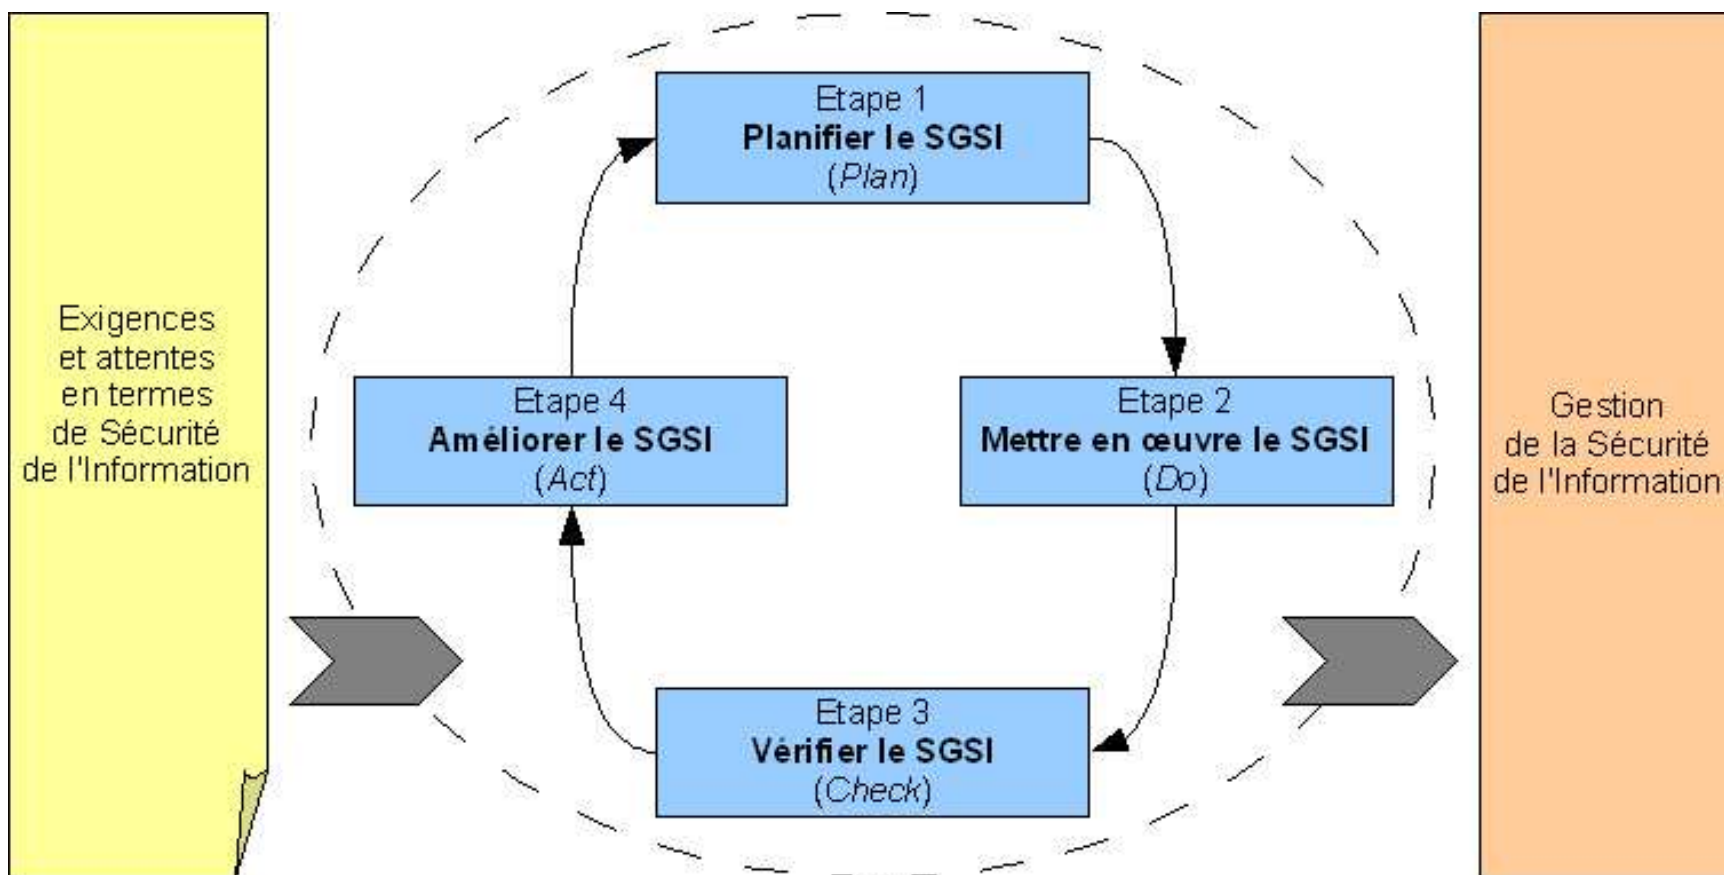 Exigences
et attentes
en termes
de Sécurité
de l'Information
Etape 1
Planifier le SGSI
(Plan)
Etape 4
Améliorer le SGSI
(Act)
Etape 2
Mettre en œuvre le SGSI
(Do)
Etape 3
Vérifier le SGSI
(Check)
Gestion
de la Sécurité
de l'Information